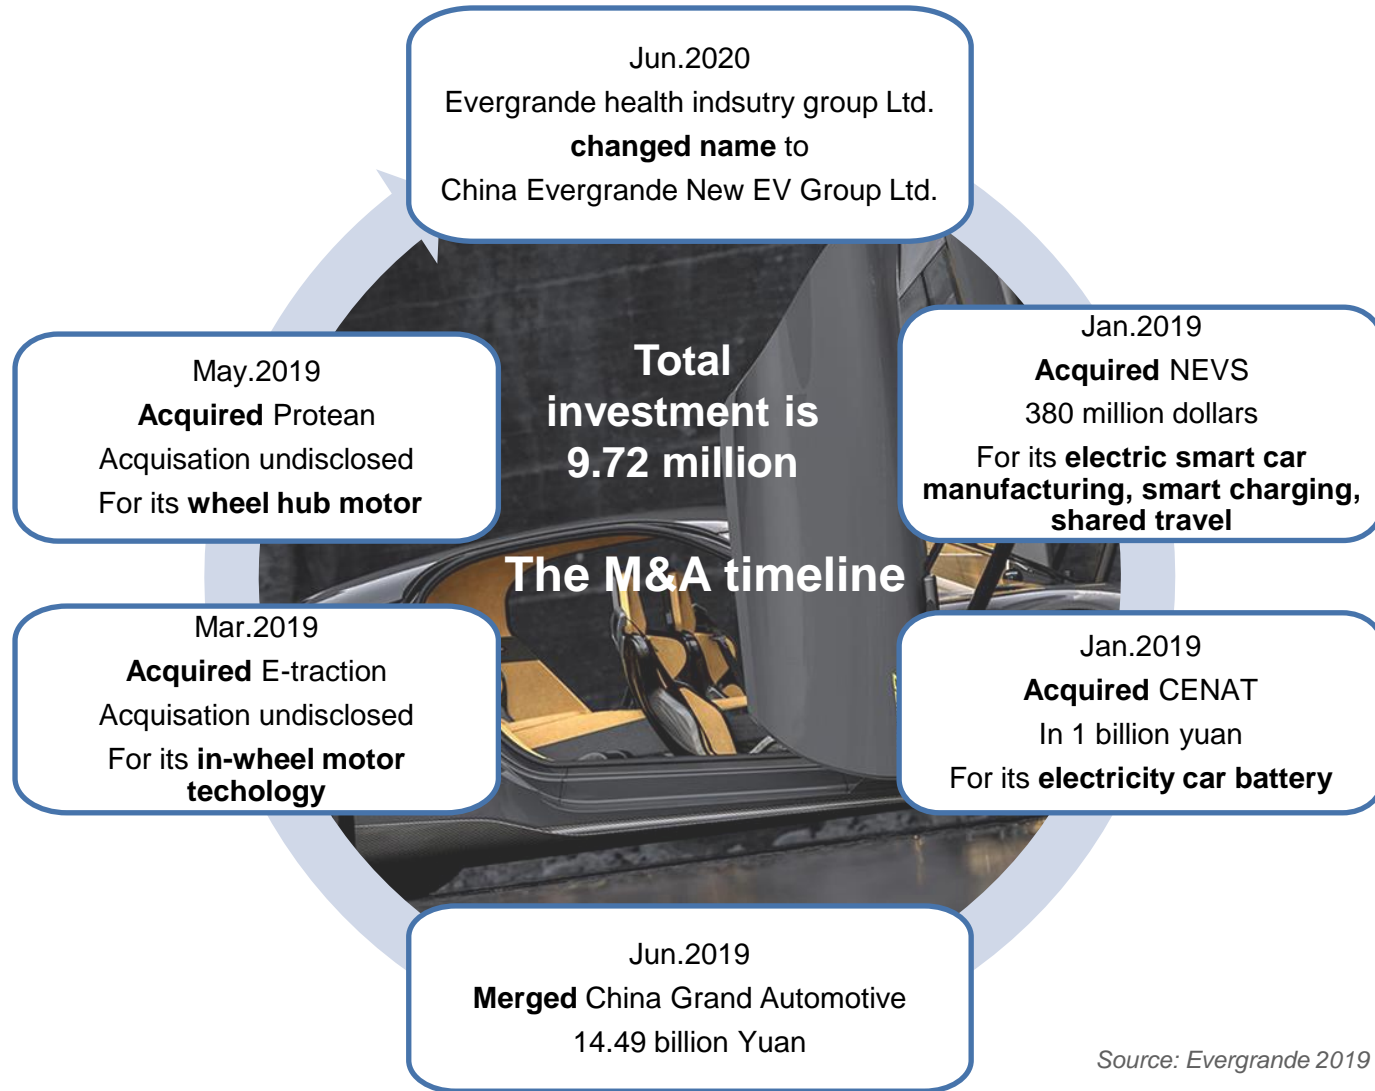 Jun.2020
Evergrande health indsutry group Ltd.
changed name to
China Evergrande New EV Group Ltd.
Jan.2019
Acquired NEVS
380 million dollars
For its electric smart car
manufacturing, smart charging,
shared travel
Jan.2019
Acquired CENAT
In 1 billion yuan
For its electricity car battery
Jun.2019
Merged China Grand Automotive
14.49 billion Yuan
Mar.2019
Acquired E-traction
Acquisation undisclosed
For its in-wheel motor
techology
May.2019
Acquired Protean
Acquisation undisclosed
For its wheel hub motor
Total
investment is
9.72 million
The M&A timeline
Source: Evergrande 2019